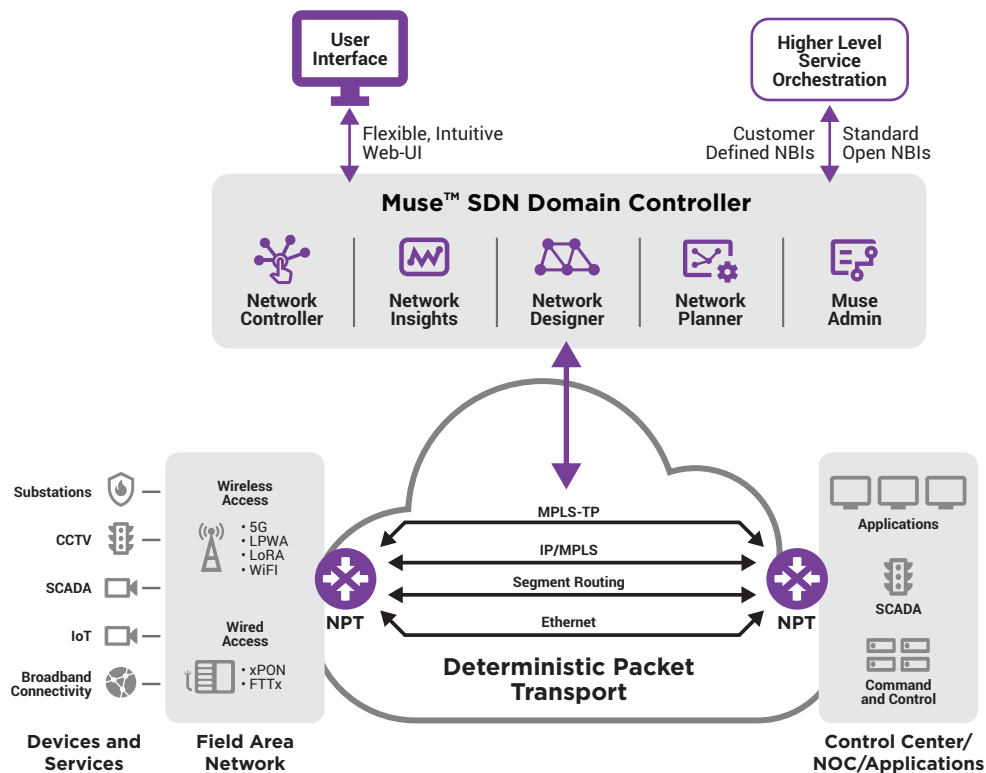 User
Interface
Higher Level
Service
Orchestration
Flexible, Intuitive
Web-UI
Customer
Defined NBIs
Standard
Open NBIs
Muse™ SDN Domain Controller
Network
Controller
Network
Insights
Network
Designer
Network
Planner
Muse
Admin
Substations
CCTV
SCADA
IoT
Broadband
Connectivity
Wireless
Access
• 5G
• LPWA
• LoRA
• WiFI
Wired
Access
• xPON
• FTTx
NPT
MPLS-TP
IP/MPLS
Segment Routing
Ethernet
NPT
Deterministic Packet
Transport
Applications
SCADA
Command
and Control
Devices and
Services
Field Area
Network
Control Center/
NOC/Applications